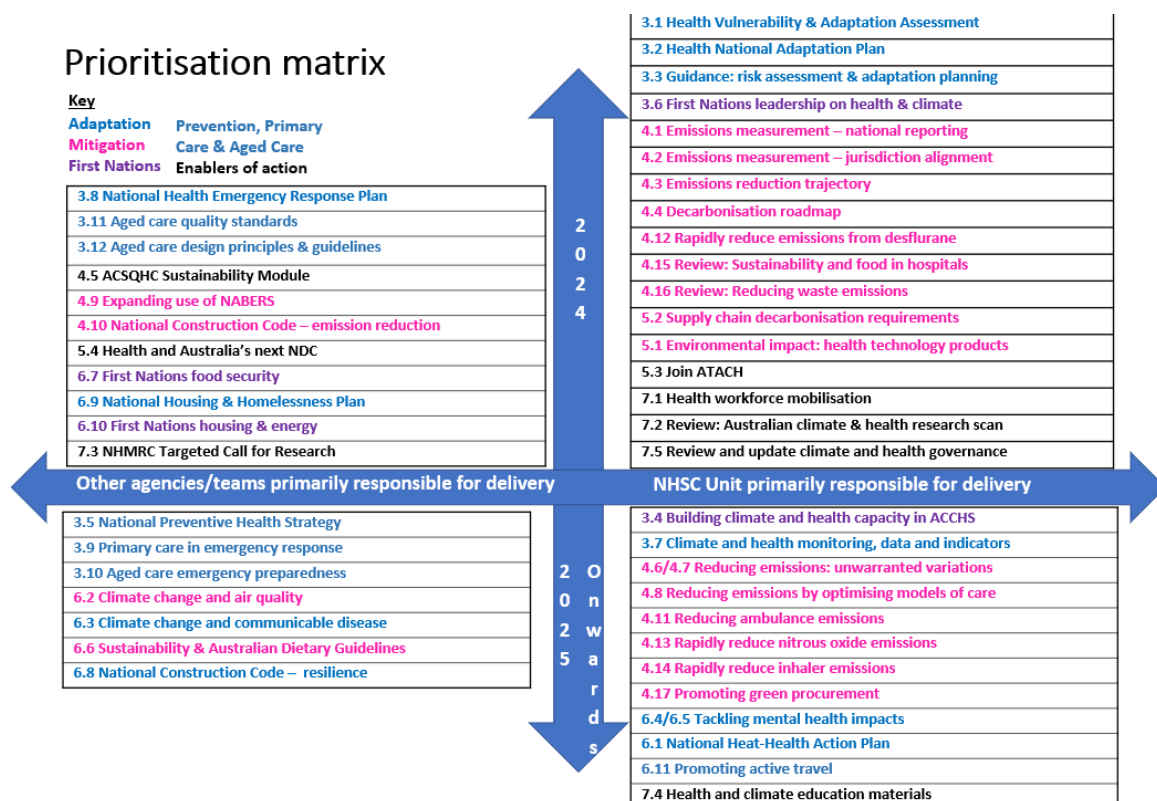 Prioritisation matrix
Key
Adaptation
Mitigation
First Nations
Prevention, Primary
Care & Aged Care
Enablers of action
3.8 National Health Emergency Response Plan
3.11 Aged care quality standards
3.12 Aged care design principles & guidelines
4.5 ACSQHC Sustainability Module
4.9 Expanding use of NABERS
4.10 National Construction Code – emission reduction
5.4 Health and Australia's next NDC
6.7 First Nations food security
6.9 National Housing & Homelessness Plan
6.10 First Nations housing & energy
7.3 NHMRC Targeted Call for Research
2024
3.1 Health Vulnerability & Adaptation Assessment
3.2 Health National Adaptation Plan
3.3 Guidance: risk assessment & adaptation planning
3.6 First Nations leadership on health & climate
4.1 Emissions measurement – national reporting
4.2 Emissions measurement – jurisdiction alignment
4.3 Emissions reduction trajectory
4.4 Decarbonisation roadmap
4.12 Rapidly reduce emissions from desflurane
4.15 Review: Sustainability and food in hospitals
4.16 Review: Reducing waste emissions
5.2 Supply chain decarbonisation requirements
5.1 Environmental impact: health technology products
5.3 Join ATACH
7.1 Health workforce mobilisation
7.2 Review: Australian climate & health research scan
7.5 Review and update climate and health governance
Other agencies/teams primarily responsible for delivery
NHSC Unit primarily responsible for delivery
3.5 National Preventive Health Strategy
3.9 Primary care in emergency response
3.10 Aged care emergency preparedness
6.2 Climate change and air quality
6.3 Climate change and communicable disease
6.6 Sustainability & Australian Dietary Guidelines
6.8 National Construction Code – resilience
2025
Onwards
3.4 Building climate and health capacity in ACCHS
3.7 Climate and health monitoring, data and indicators
4.6/4.7 Reducing emissions: unwarranted variations
4.8 Reducing emissions by optimising models of care
4.11 Reducing ambulance emissions
4.13 Rapidly reduce nitrous oxide emissions
4.14 Rapidly reduce inhaler emissions
4.17 Promoting green procurement
6.4/6.5 Tackling mental health impacts
6.1 National Heat-Health Action Plan
6.11 Promoting active travel
7.4 Health and climate education materials